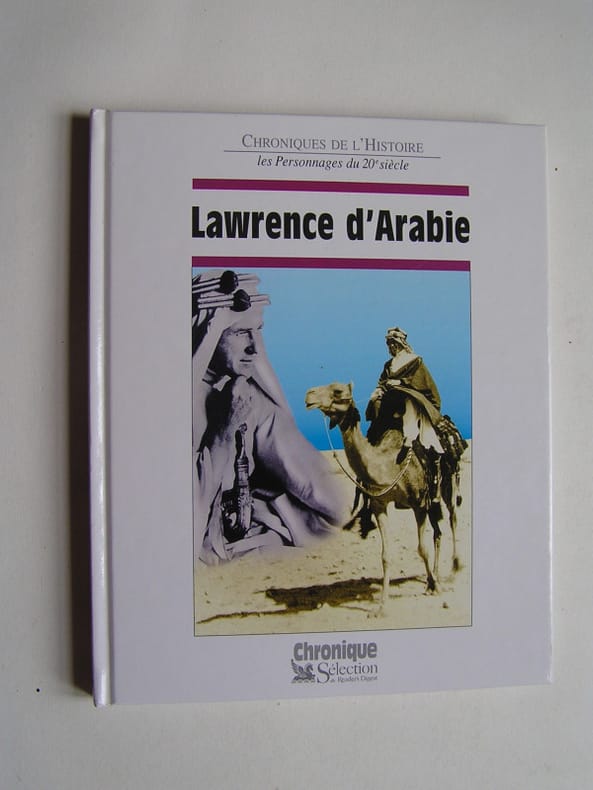 CHRONIQUES DE L'HISTOIRE
les Personnages du 20e siècle
Lawrence d'Arabie
Chronique
Sélection
du Reader's Digest